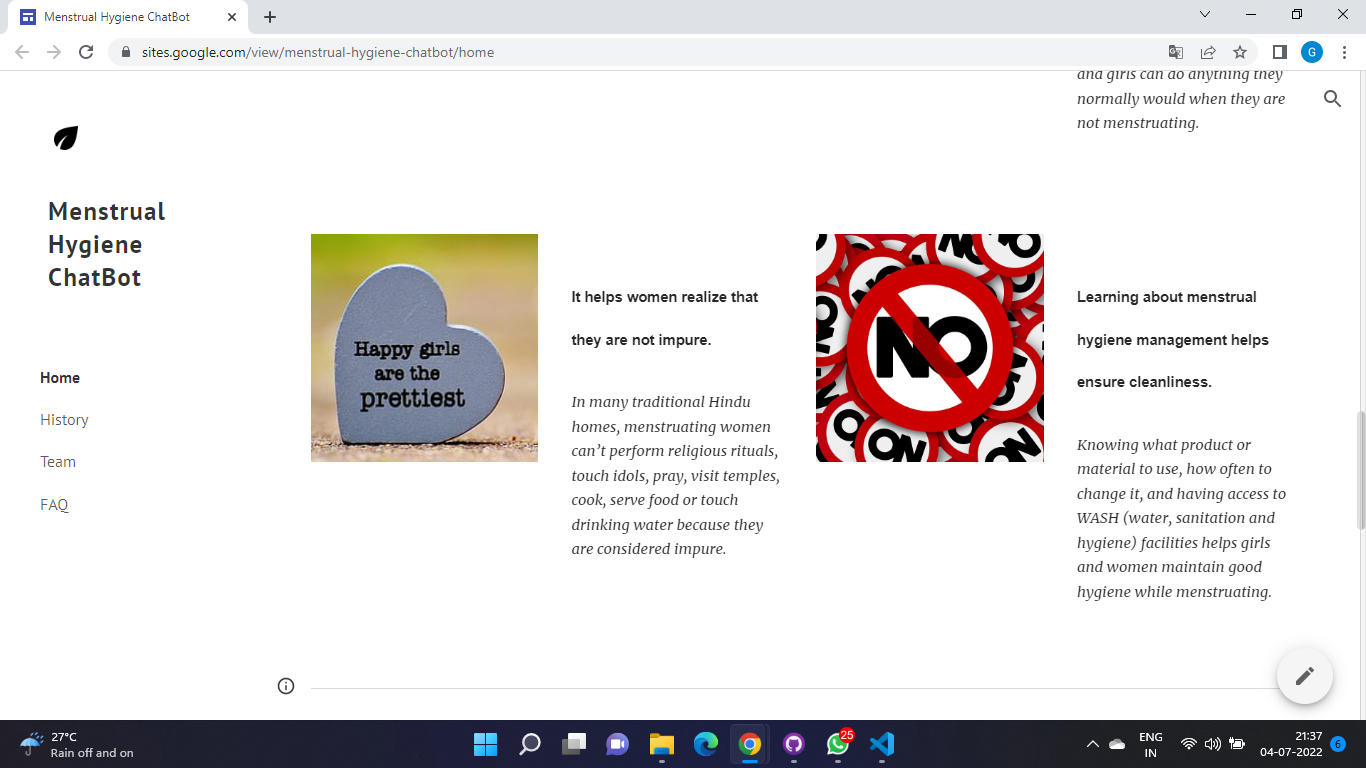 Menstrual Hygiene ChatBot
sites.google.com/view/menstrual-hygiene-chatbot/home
G
and girls can do anything they
normally would when they are
not menstruating.
Menstrual
Hygiene
ChatBot
Home
History
Team
FAQ
Happy girls
are the
prettiest
It helps women realize that
they are not impure.
In many traditional Hindu
homes, menstruating women
can’t perform religious rituals,
touch idols, pray, visit temples,
cook, serve food or touch
drinking water because they
are considered impure.
NO
Learning about menstrual
hygiene management helps
ensure cleanliness.
Knowing what product or
material to use, how often to
change it, and having access to
WASH (water, sanitation and
hygiene) facilities helps girls
and women maintain good
hygiene while menstruating.
27°C
Rain off and on
25
ENG
IN
21:37
04-07-2022
6